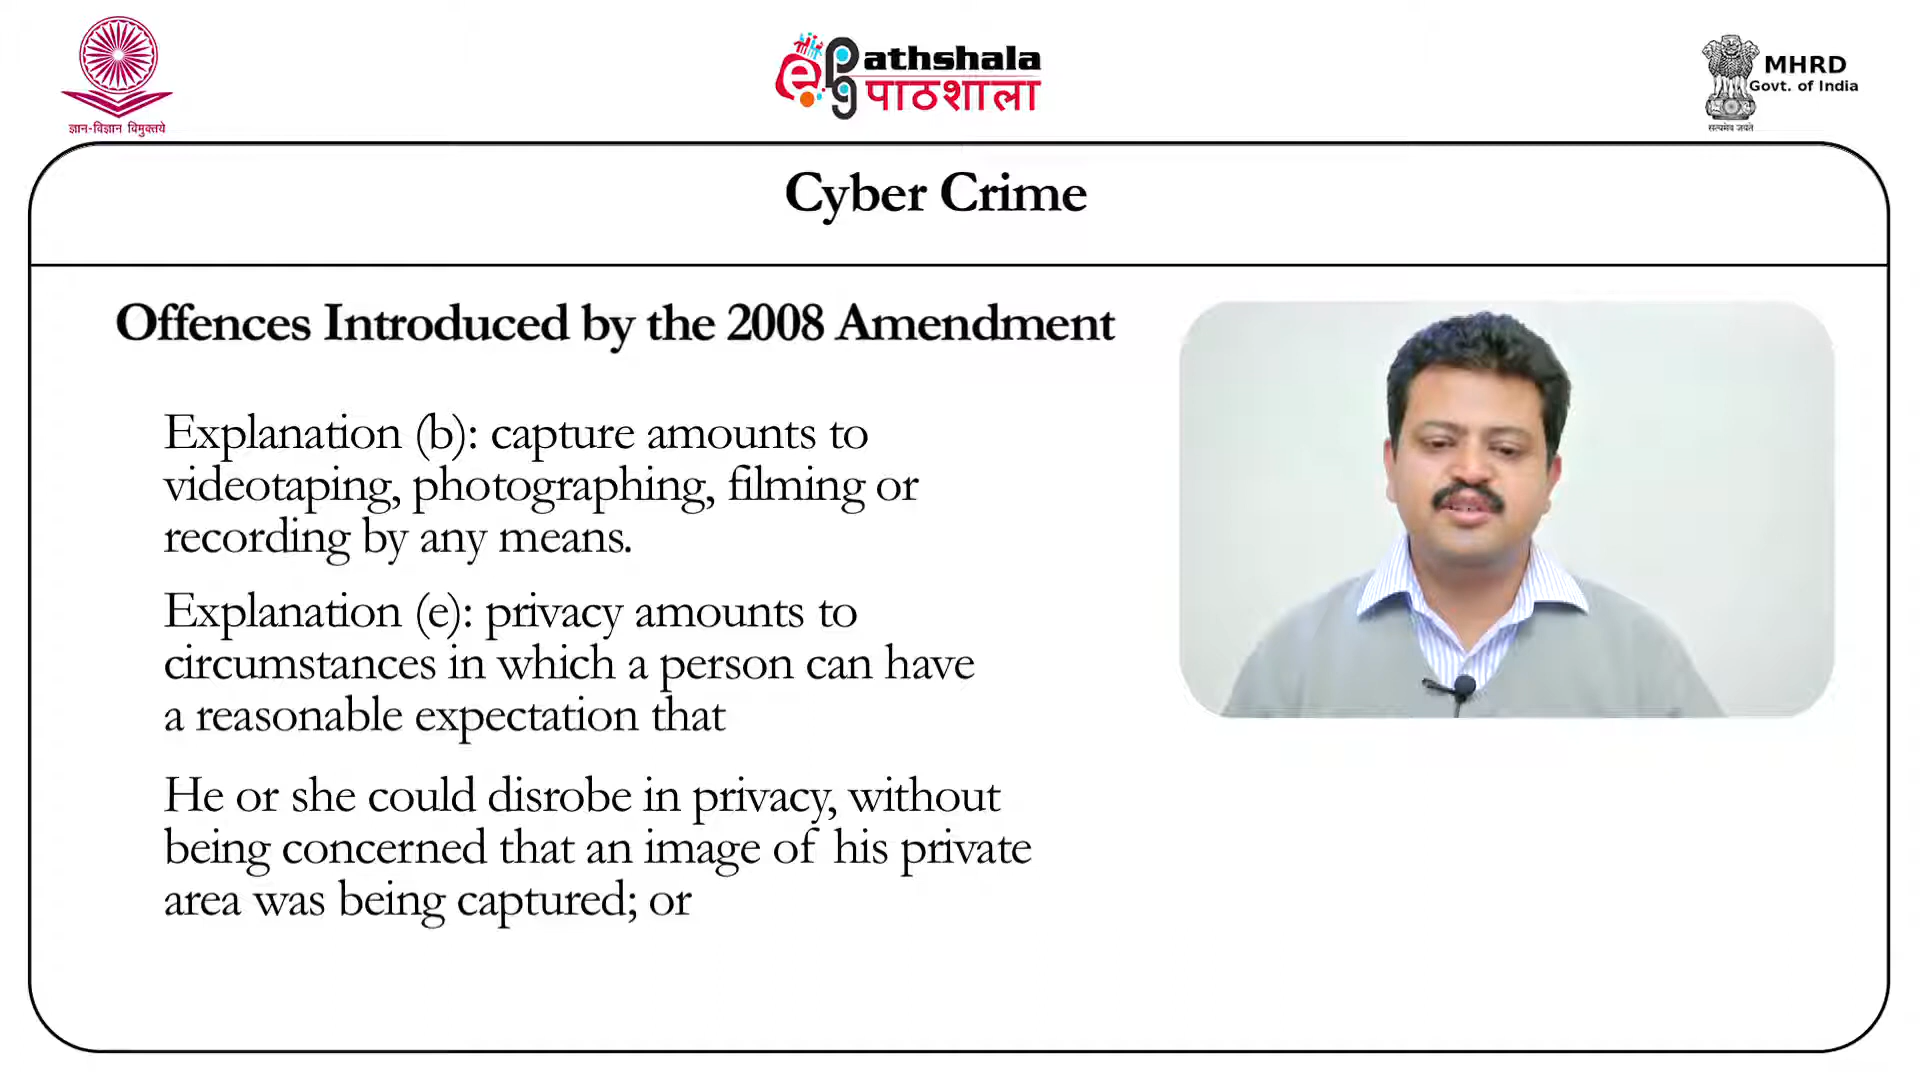 ज्ञान-विज्ञान विमुक्तये
e Pg athshala
पाठशाला
MHRD
Govt. of India
सत्यमेव जयते
Cyber Crime
Offences Introduced by the 2008 Amendment
Explanation (b): capture amounts to
videotaping, photographing, filming or
recording by any means.
Explanation (e): privacy amounts to
circumstances in which a person can have
a reasonable expectation that
He or she could disrobe in privacy, without
being concerned that an image of his private
area was being captured; or